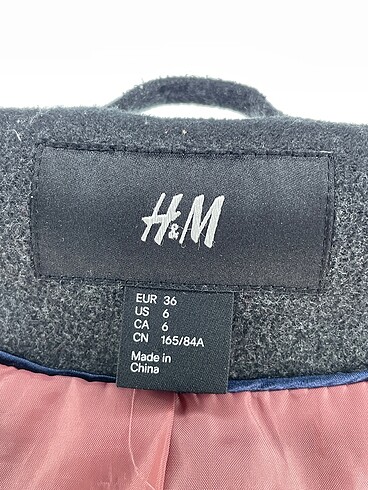 H&M
EUR 36
US 6
CA 6
CN 165/84A
Made in
China